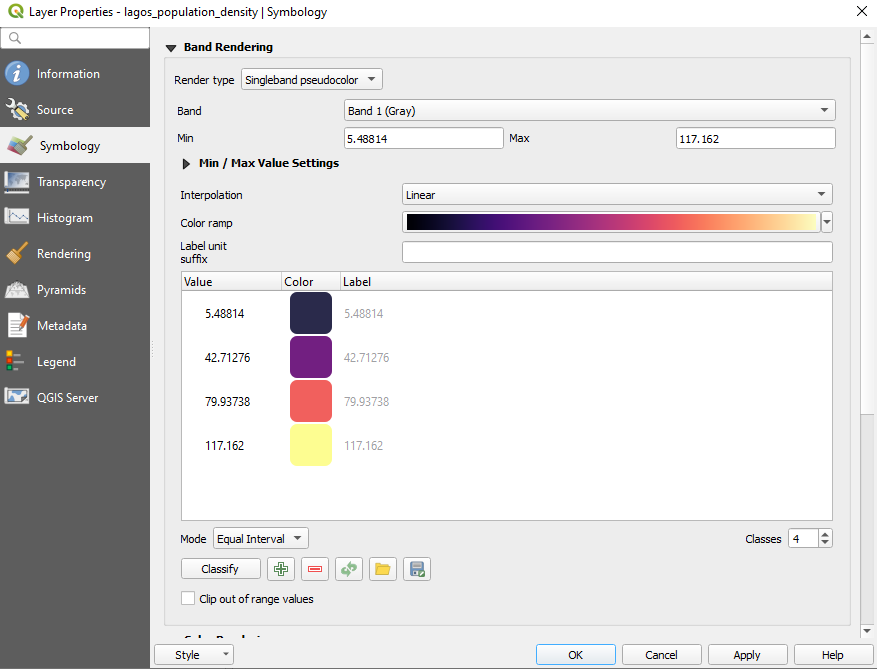 Layer Properties - lagos_population_density | Symbology
Information
Source
Symbology
Transparency
Histogram
Rendering
Pyramids
Metadata
Legend
QGIS Server
Band Rendering
Render type Singleband pseudocolor
Band Band 1 (Gray)
Min 5.48814 Max 117.162
Min / Max Value Settings
Interpolation Linear
Color ramp
Label unit
suffix
Value Color Label
5.48814 5.48814
42.71276 42.71276
79.93738 79.93738
117.162 117.162
Mode Equal Interval Classes 4
Classify
Clip out of range values
Style OK Cancel Apply Help